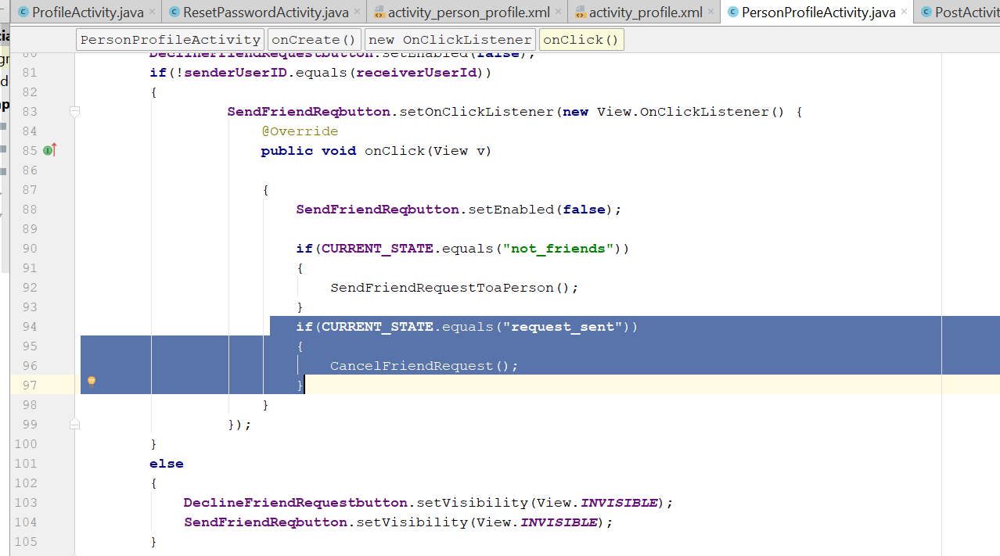 ProfileActivity.java × ResetPasswordActivity.java × activity_person_profile.xml × activity_profile.xml × PersonProfileActivity.java × PostActivit
PersonProfileActivity onCreate() new OnClickListener onClick()
80 DeclineFriendRequestbutton.setEnabled(false);
81 if(!senderUserID.equals(receiverUserId))
82 {
83 SendFriendReqbutton.setOnClickListener(new View.OnClickListener() {
84 @Override
85 public void onClick(View v)
86
87 {
88 SendFriendReqbutton.setEnabled(false);
89
90 if(CURRENT_STATE.equals("not_friends"))
91 {
92 SendFriendRequestToaPerson();
93 }
94 if(CURRENT_STATE.equals("request_sent"))
95 {
96 CancelFriendRequest();
97 }
98 }
99 });
100 }
101 else
102 {
103 DeclineFriendRequestbutton.setVisibility(View.INVISIBLE);
104 SendFriendReqbutton.setVisibility(View.INVISIBLE);
105 }